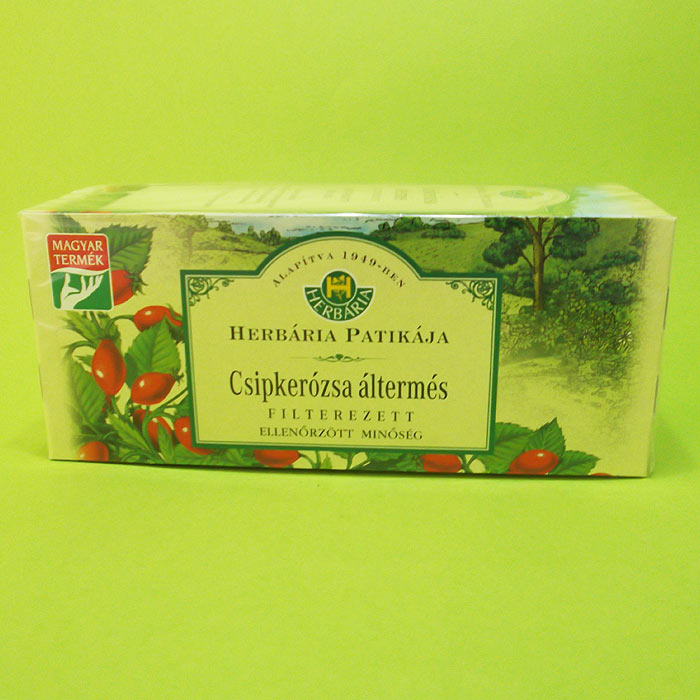 MAGYAR
TERMÉK
ALAPÍTVA 1949-BEN
HERBÁRIA
HERBÁRIA PATIKÁJA
Csipkerózsa áltermés
FILTEREZETT
ELLENŐRZÖTT MINŐSÉG